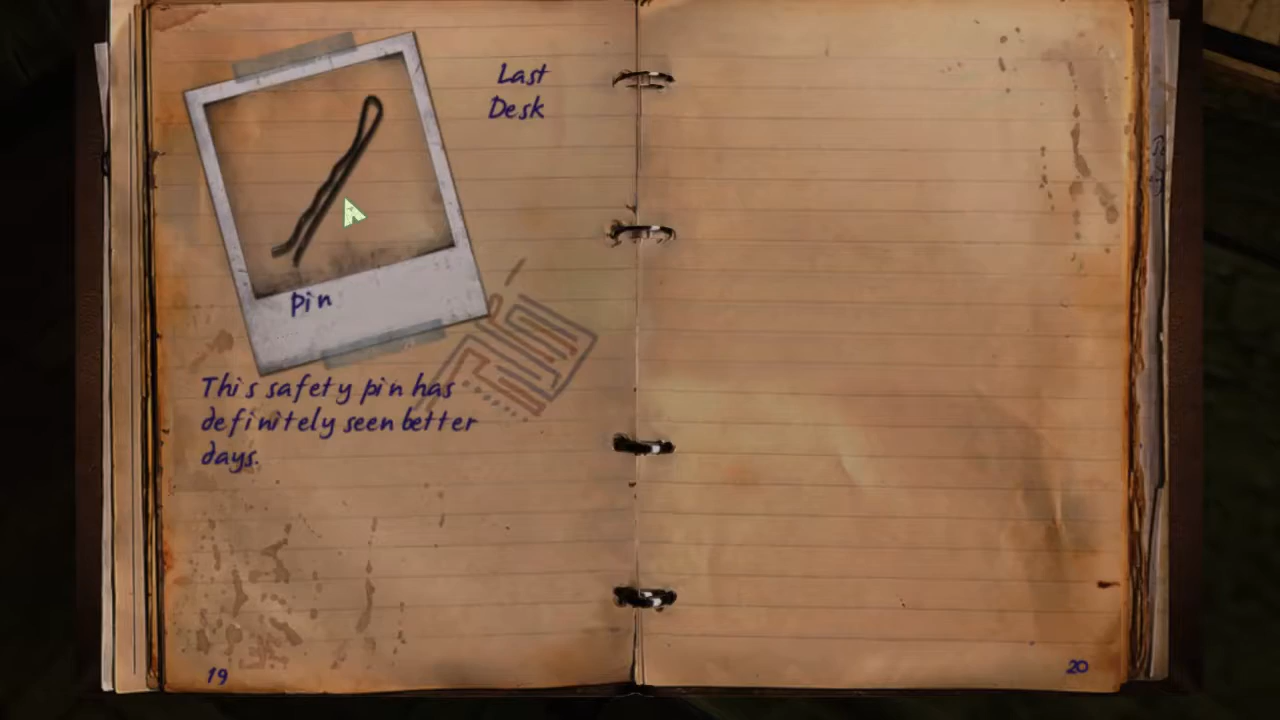 Last
Desk
Pin
This safety pin has
definitely seen better
days.
19
20